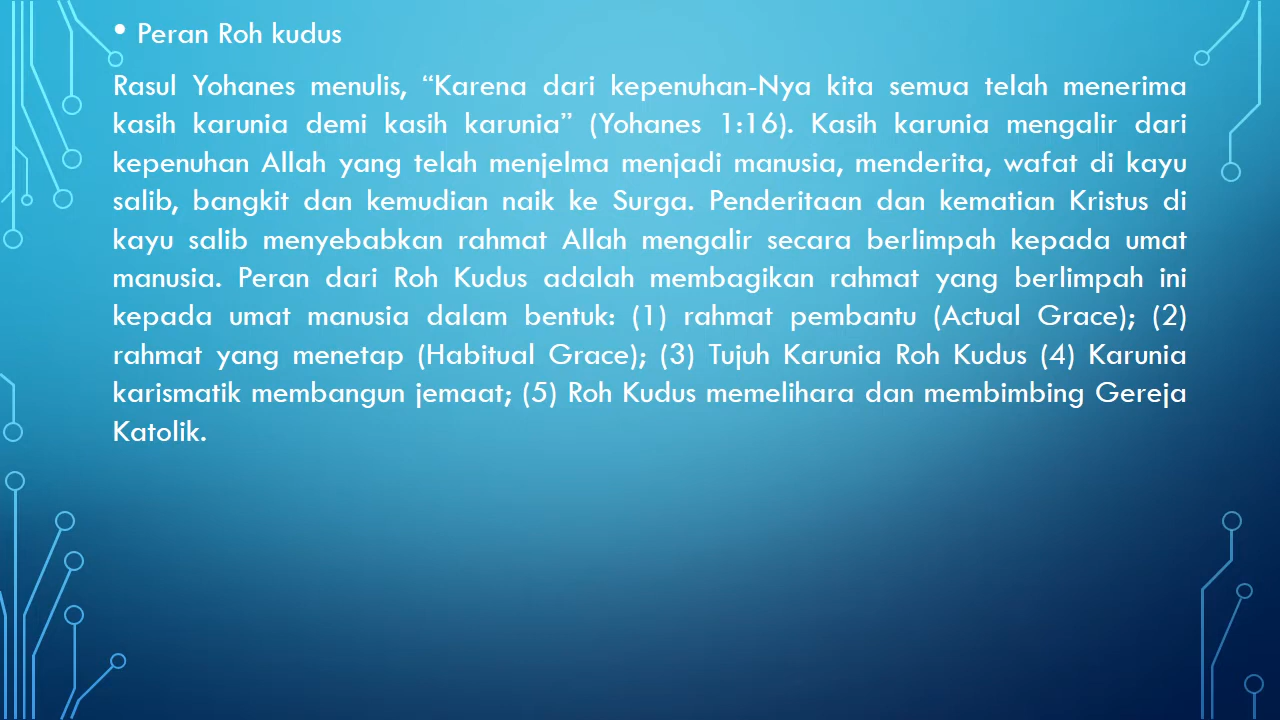 • Peran Roh kudus
Rasul Yohanes menulis, “Karena dari kepenuhan-Nya kita semua telah menerima
kasih karunia demi kasih karunia” (Yohanes 1:16). Kasih karunia mengalir dari
kepenuhan Allah yang telah menjelma menjadi manusia, menderita, wafat di kayu
salib, bangkit dan kemudian naik ke Surga. Penderitaan dan kematian Kristus di
kayu salib menyebabkan rahmat Allah mengalir secara berlimpah kepada umat
manusia. Peran dari Roh Kudus adalah membagikan rahmat yang berlimpah ini
kepada umat manusia dalam bentuk: (1) rahmat pembantu (Actual Grace); (2)
rahmat yang menetap (Habitual Grace); (3) Tujuh Karunia Roh Kudus (4) Karunia
karismatik membangun jemaat; (5) Roh Kudus memelihara dan membimbing Gereja
Katolik.